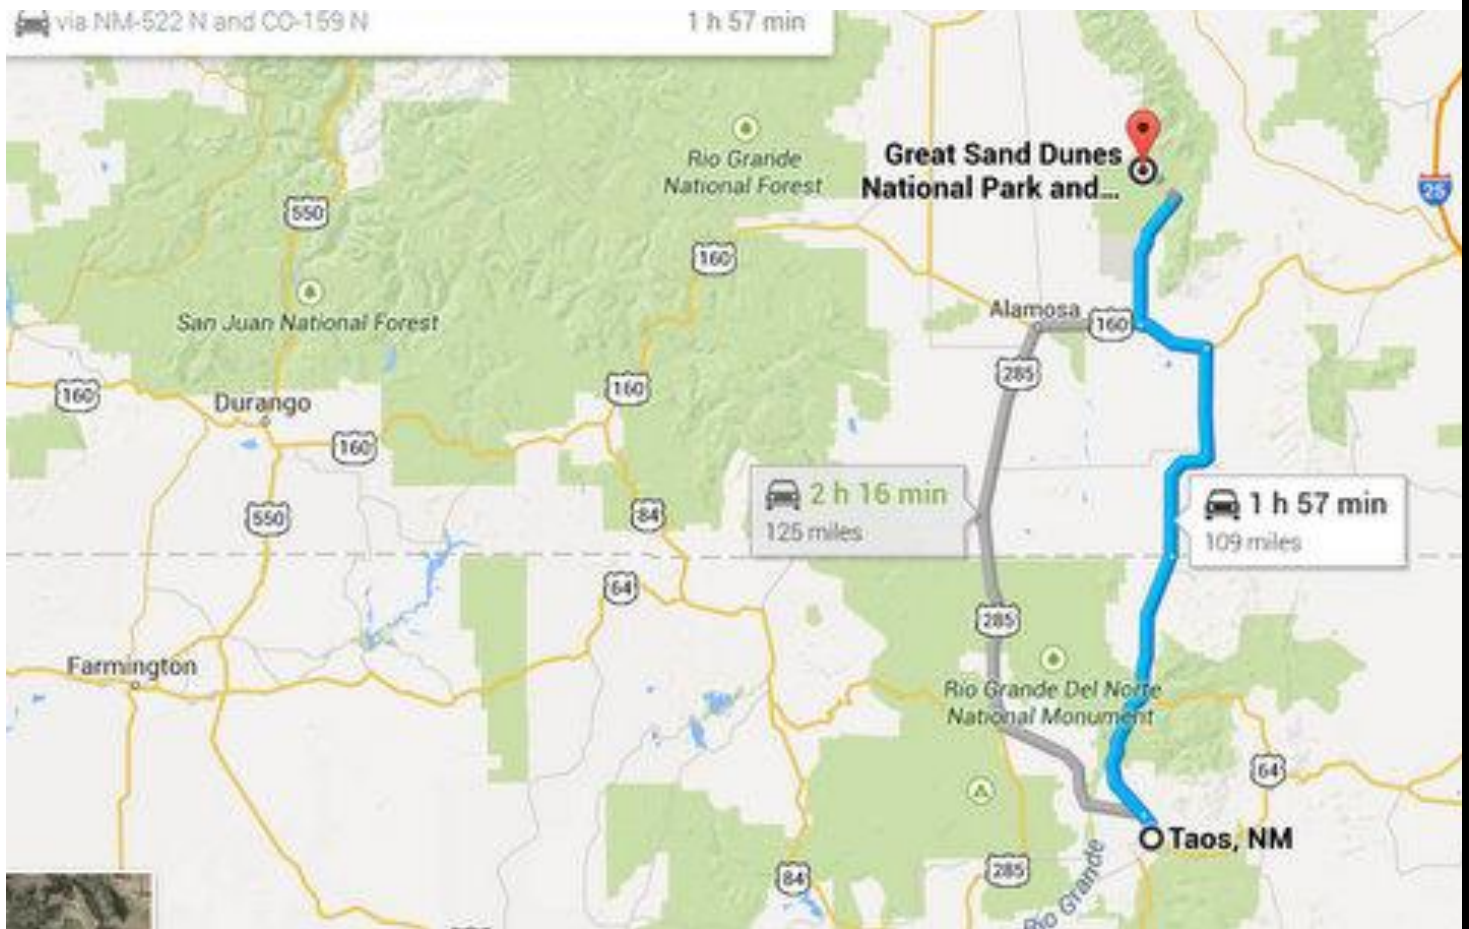 via NM-522 N and CO-159 N
1 h 57 min
Rio Grande
National Forest
Great Sand Dunes
National Park and...
25
550
160
San Juan National Forest
Alamosa
160
285
160
160
Durango
160
2 h 16 min
125 miles
1 h 57 min
109 miles
550
84
64
285
Farmington
Rio Grande Del Norte
National Monument
64
Taos, NM
84
285
Rio Grande